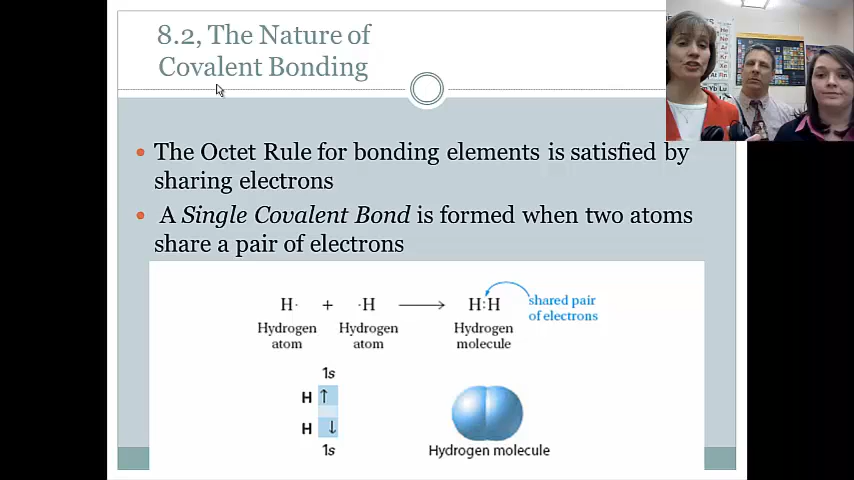 8.2, The Nature of
Covalent Bonding
The Octet Rule for bonding elements is satisfied by
sharing electrons
A Single Covalent Bond is formed when two atoms
share a pair of electrons
H· + ·H → H:H shared pair
of electrons
Hydrogen Hydrogen Hydrogen
atom atom molecule
1s
H ↑
H ↓
1s
Hydrogen molecule